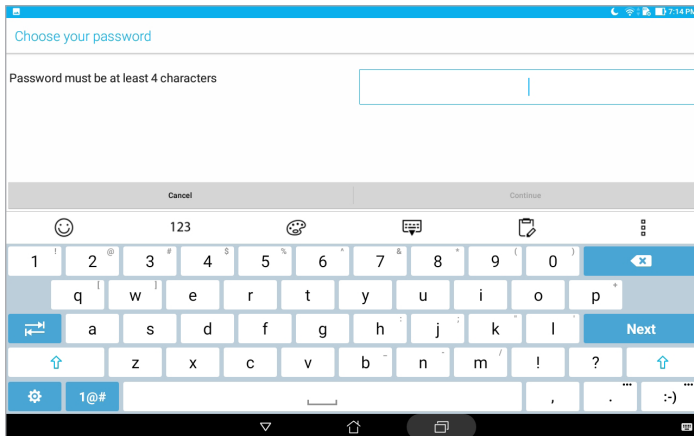 7:14 PM
Choose your password
Password must be at least 4 characters
Cancel Continue
123
! @ # $ % ^ & * ( )
1 2 3 4 5 6 7 8 9 0
[ ] +
q w e r t y u i o p
: ; " '
a s d f g h j k l Next
- ~ /
z x c v b n m ! ?
1@# , . :-)